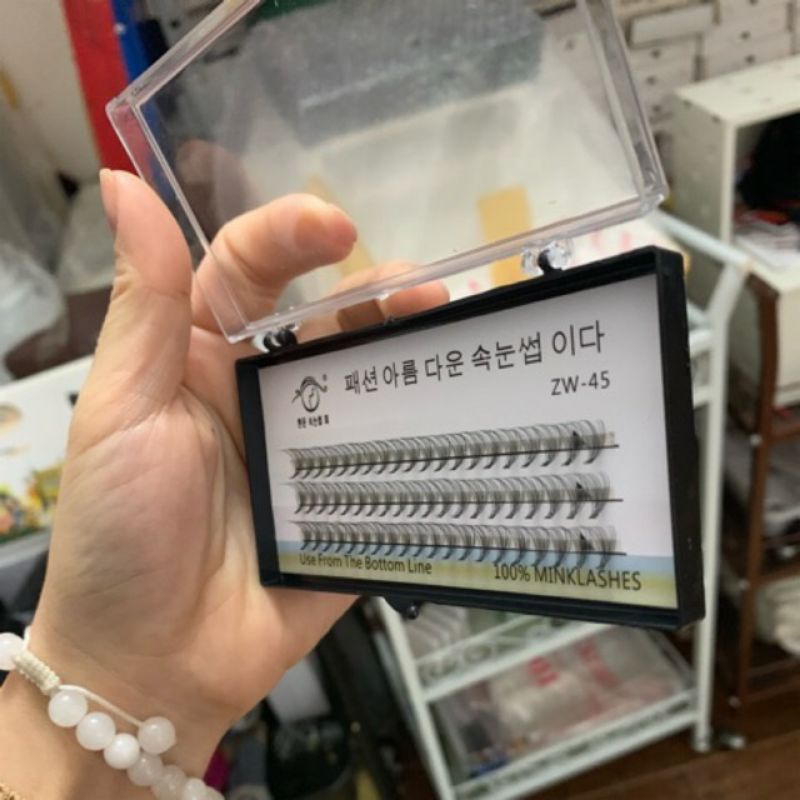 패션 아름 다운 속눈썹 이다
ZW-45
®
Use From The Bottom Line
100% MINKLASHES